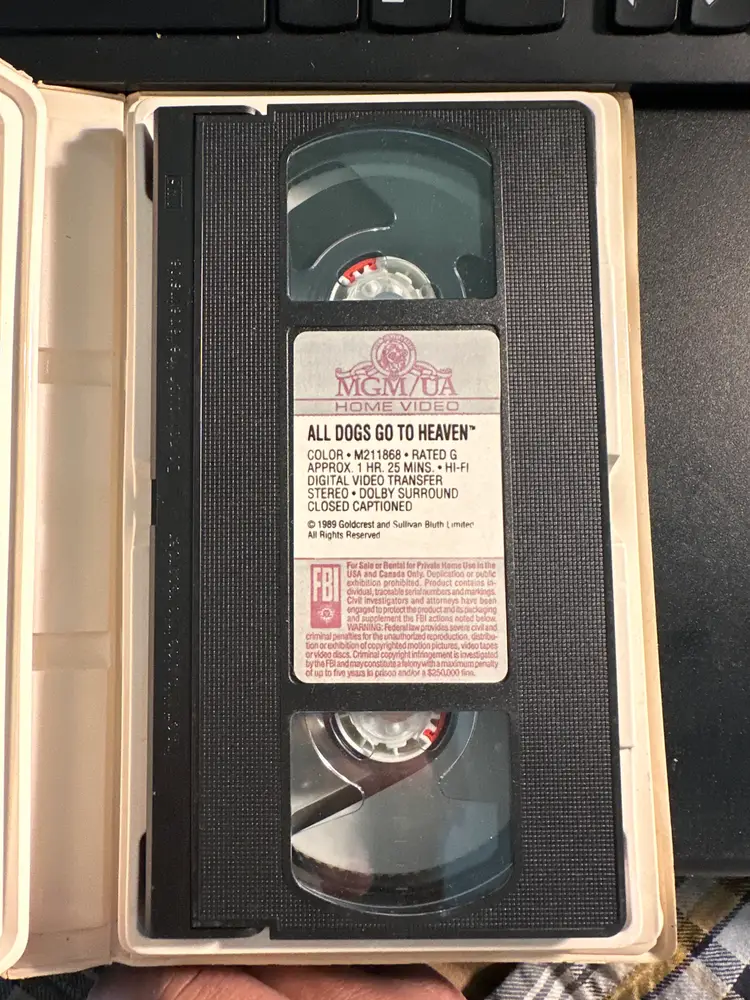 MGM/UA
HOME VIDEO
ALL DOGS GO TO HEAVEN™
COLOR • M211868 • RATED G
APPROX. 1 HR. 25 MINS. • HI-FI
DIGITAL VIDEO TRANSFER
STEREO • DOLBY SURROUND
CLOSED CAPTIONED
© 1989 Goldcrest and Sullivan Bluth Limited
All Rights Reserved
FBI
For Sale or Rental for Private Home Use in the
USA and Canada Only. Duplication or public
exhibition prohibited. Product contains in-
dividual, traceable serial numbers and markings.
Civil investigators and attorneys have been
engaged to protect the product and its packaging
and supplement the FBI actions noted below.
WARNING: Federal law provides severe civil and
criminal penalties for the unauthorized reproduction, distribu-
tion or exhibition of copyrighted motion pictures, video tapes
or video discs. Criminal copyright infringement is investigated
by the FBI and may constitute a felony with a maximum penalty
of up to five years in prison and/or a $250,000 fine.